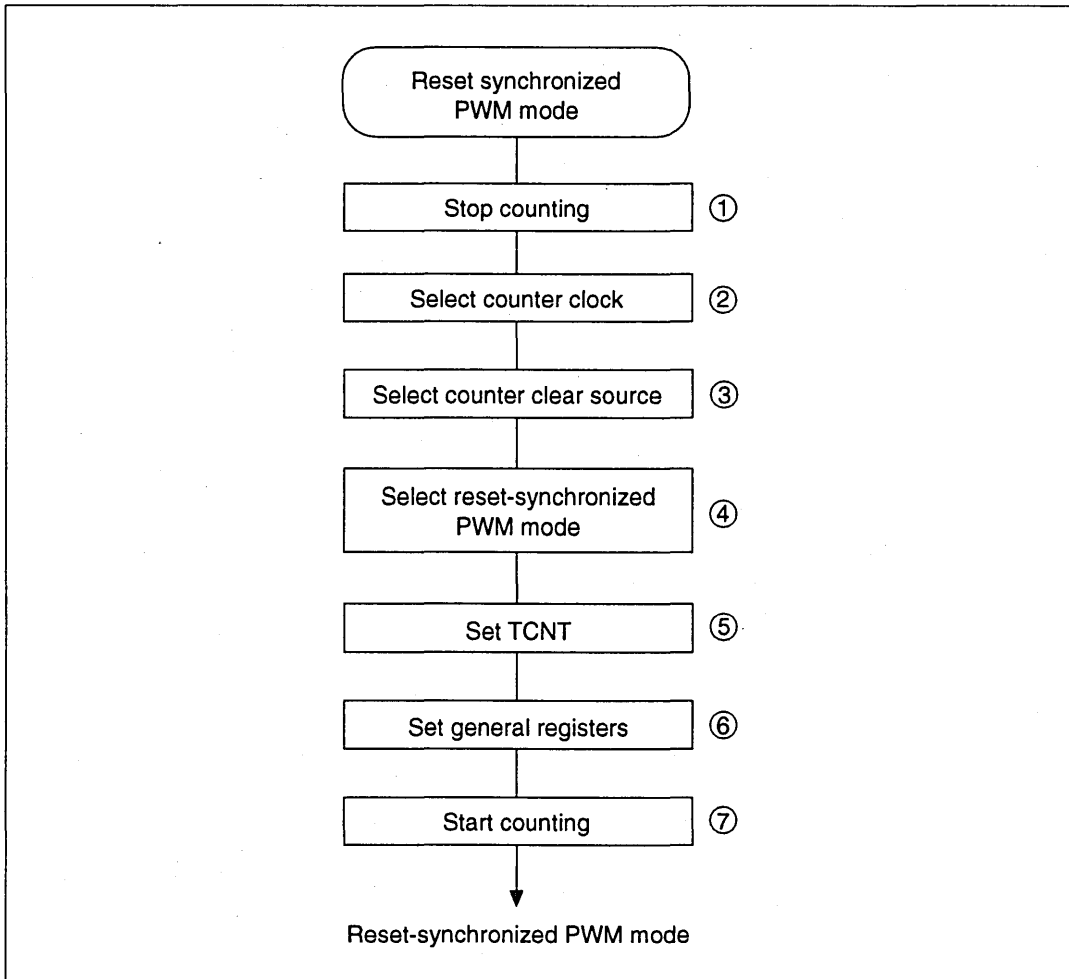 Reset synchronized
PWM mode
Stop counting ①
Select counter clock ②
Select counter clear source ③
Select reset-synchronized
PWM mode ④
Set TCNT ⑤
Set general registers ⑥
Start counting ⑦
Reset-synchronized PWM mode